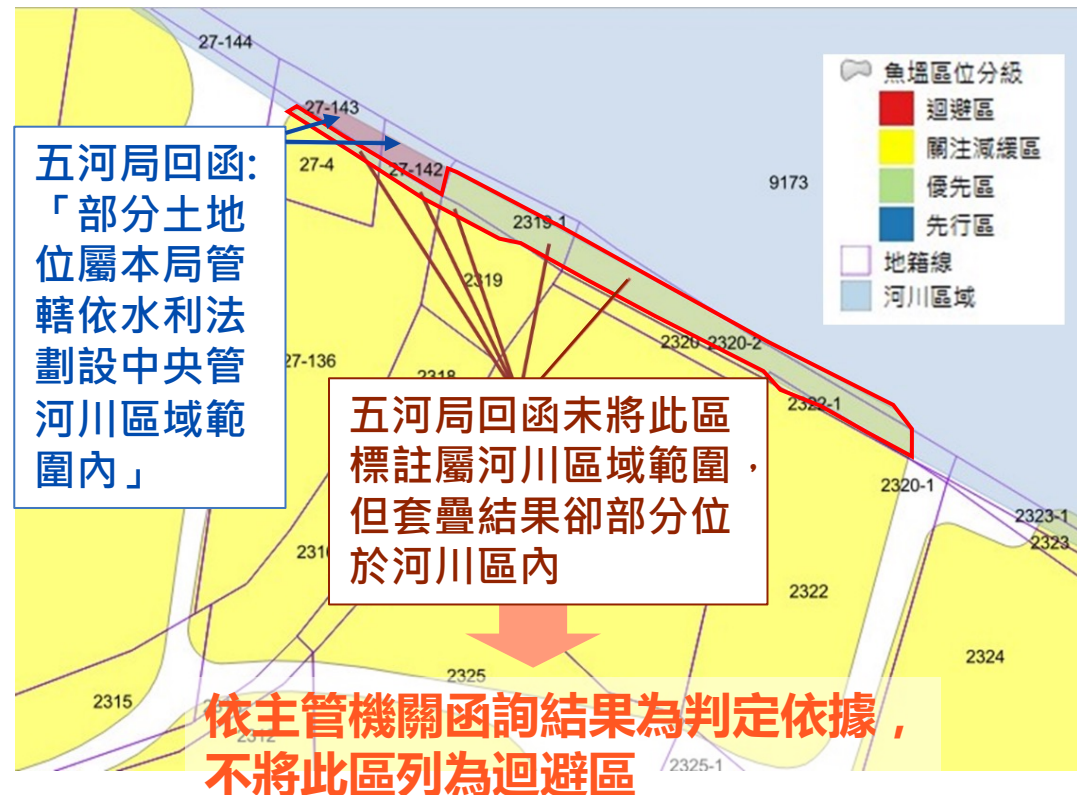 27-144
魚塭區位分級
迴避區
關注減緩區
優先區
先行區
地籍線
河川區域
27-143
五河局回函:
「部分土地
位屬本局管
轄依水利法
劃設中央管
河川區域範
圍內」
27-4
27-142
9173
2319-1
2319
2320
2320-2
27-136
2318
2322-1
五河局回函未將此區
標註屬河川區域範圍，
但套疊結果卻部分位
於河川區內
2320-1
2323-1
2323
2322
2324
2325
2315
2312
依主管機關函詢結果為判定依據，
不將此區列為迴避區
2325-1